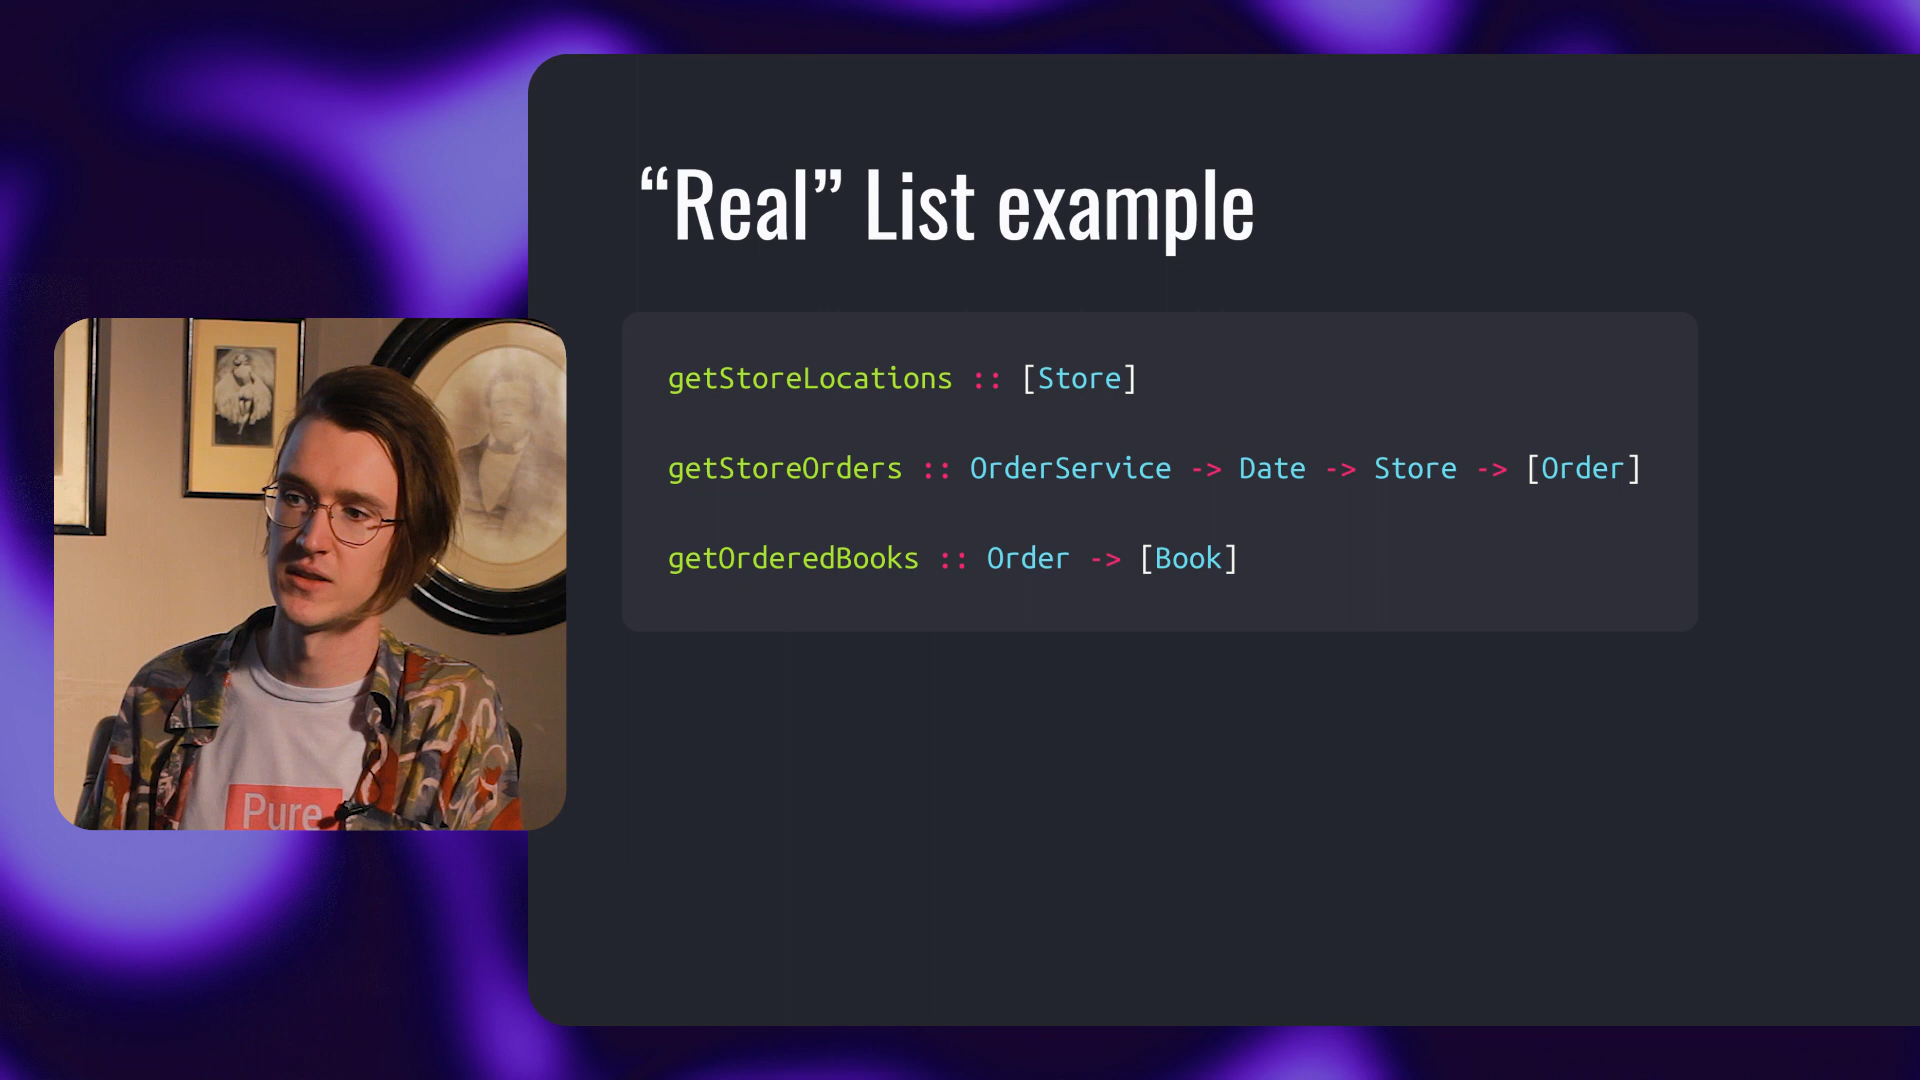 “Real” List example
getStoreLocations :: [Store]
getStoreOrders :: OrderService -> Date -> Store -> [Order]
getOrderedBooks :: Order -> [Book]
Pure